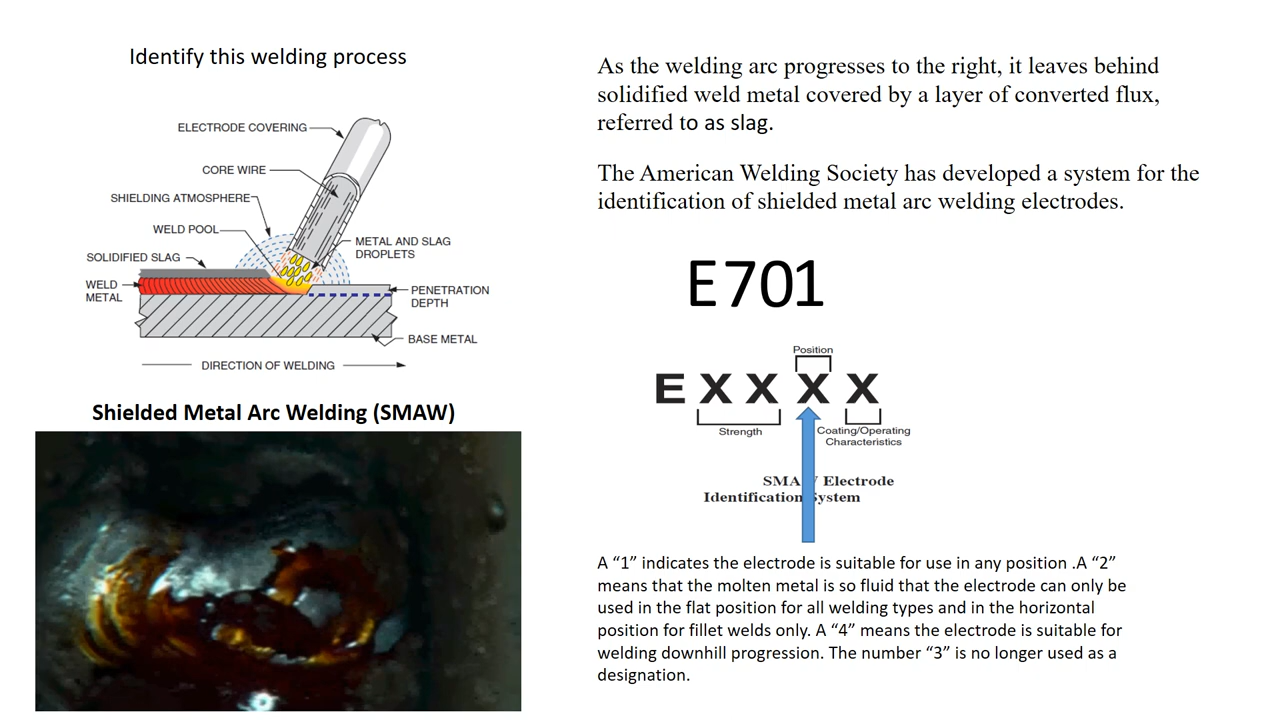 Identify this welding process
ELECTRODE COVERING
CORE WIRE
SHIELDING ATMOSPHERE
WELD POOL
SOLIDIFIED SLAG
WELD
METAL
METAL AND SLAG
DROPLETS
PENETRATION
DEPTH
BASE METAL
DIRECTION OF WELDING
Shielded Metal Arc Welding (SMAW)
As the welding arc progresses to the right, it leaves behind
solidified weld metal covered by a layer of converted flux,
referred to as slag.
The American Welding Society has developed a system for the
identification of shielded metal arc welding electrodes.
E701
Position
E X X X X
Strength
Coating/Operating
Characteristics
SMA Electrode
Identification System
A “1” indicates the electrode is suitable for use in any position .A “2”
means that the molten metal is so fluid that the electrode can only be
used in the flat position for all welding types and in the horizontal
position for fillet welds only. A “4” means the electrode is suitable for
welding downhill progression. The number “3” is no longer used as a
designation.